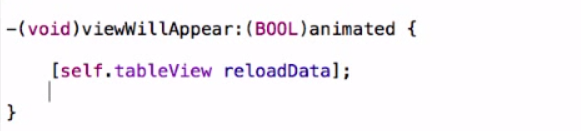 -(void)viewWillAppear:(BOOL)animated {
[self.tableView reloadData];
}